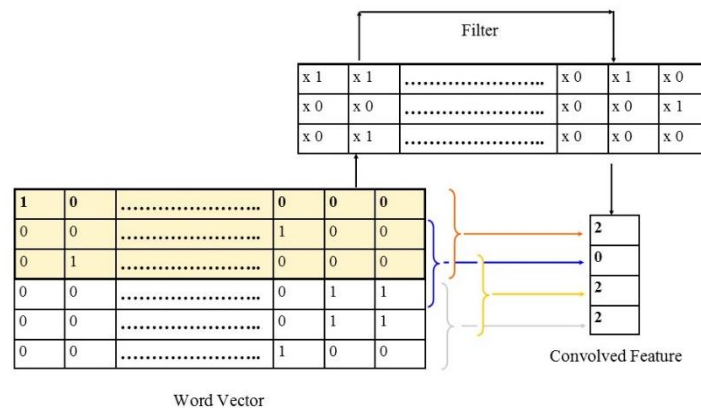 Filter
x 1 x 1 ........................ x 0 x 1 x 0
x 0 x 0 ........................ x 0 x 0 x 1
x 0 x 1 ........................ x 0 x 0 x 0
1 0 ........................ 0 0 0
0 0 ........................ 1 0 0
0 1 ........................ 0 0 0
0 0 ........................ 0 1 1
0 0 ........................ 0 1 1
0 0 ........................ 1 0 0
2
0
2
2
Convolved Feature
Word Vector